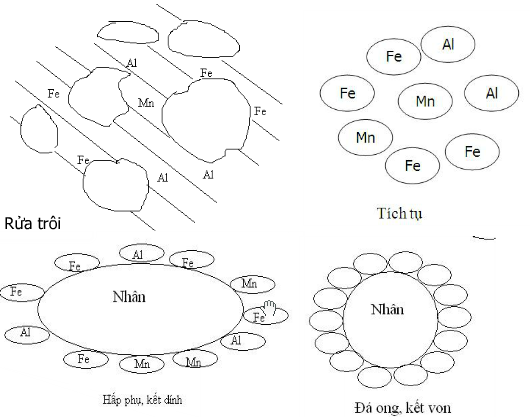 Al
Fe
Fe
Mn
Fe
Fe
Al
Al
Rửa trôi
Al
Fe
Fe
Mn
Al
Mn
Fe
Fe
Tích tụ
Al
Fe
Fe
Mn
Fe
Nhân
Fe
Al
Al
Fe
Mn
Mn
Hấp phụ, kết dính
Nhân
Đá ong, kết von